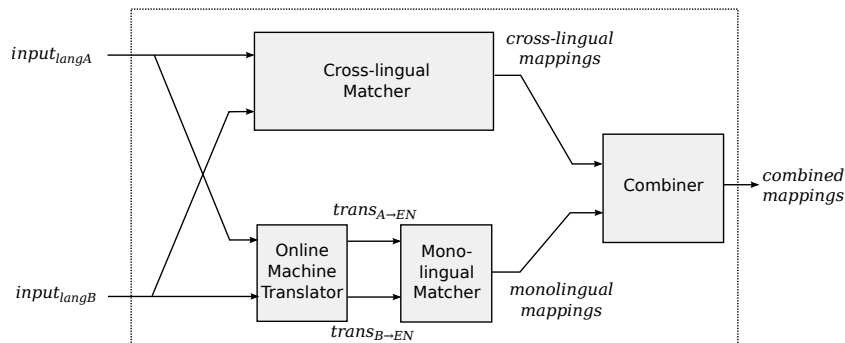 input_langA
Cross-lingual
Matcher
cross-lingual
mappings
Combiner
combined
mappings
trans_A→EN
Online
Machine
Translator
Mono-
lingual
Matcher
input_langB
trans_B→EN
monolingual
mappings